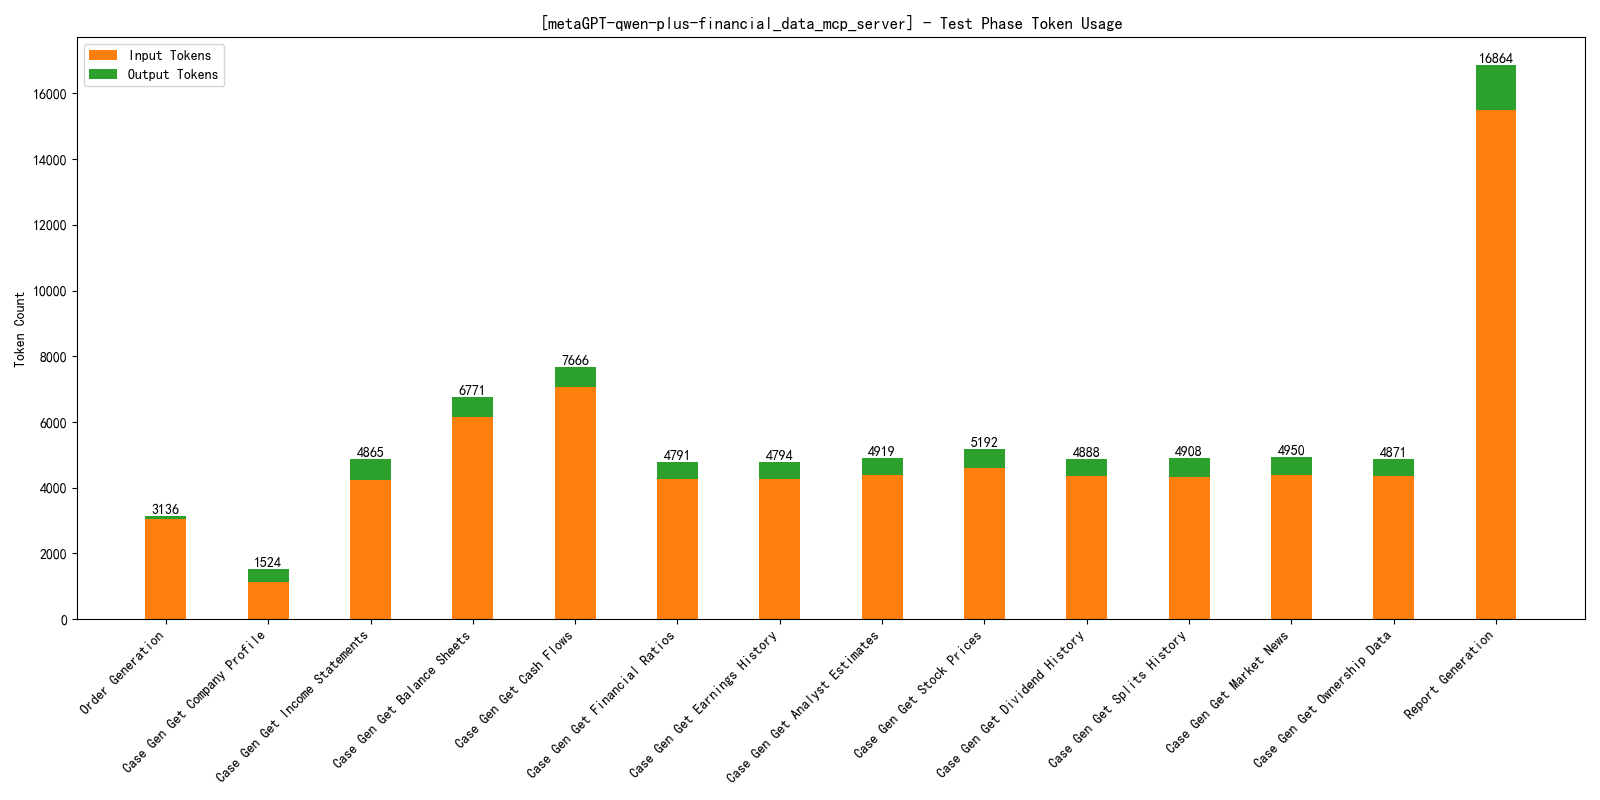 [metaGPT-qwen-plus-financial_data_mcp_server] - Test Phase Token Usage
Input Tokens
Output Tokens
Token Count
16000
14000
12000
10000
8000
6000
4000
2000
0
3136
1524
4865
6771
7666
4791
4794
4919
5192
4888
4908
4950
4871
16864
Order Generation
Case Gen Get Company Profile
Case Gen Get Income Statements
Case Gen Get Balance Sheets
Case Gen Get Cash Flows
Case Gen Get Financial Ratios
Case Gen Get Earnings History
Case Gen Get Analyst Estimates
Case Gen Get Stock Prices
Case Gen Get Dividend History
Case Gen Get Splits History
Case Gen Get Market News
Case Gen Get Ownership Data
Report Generation